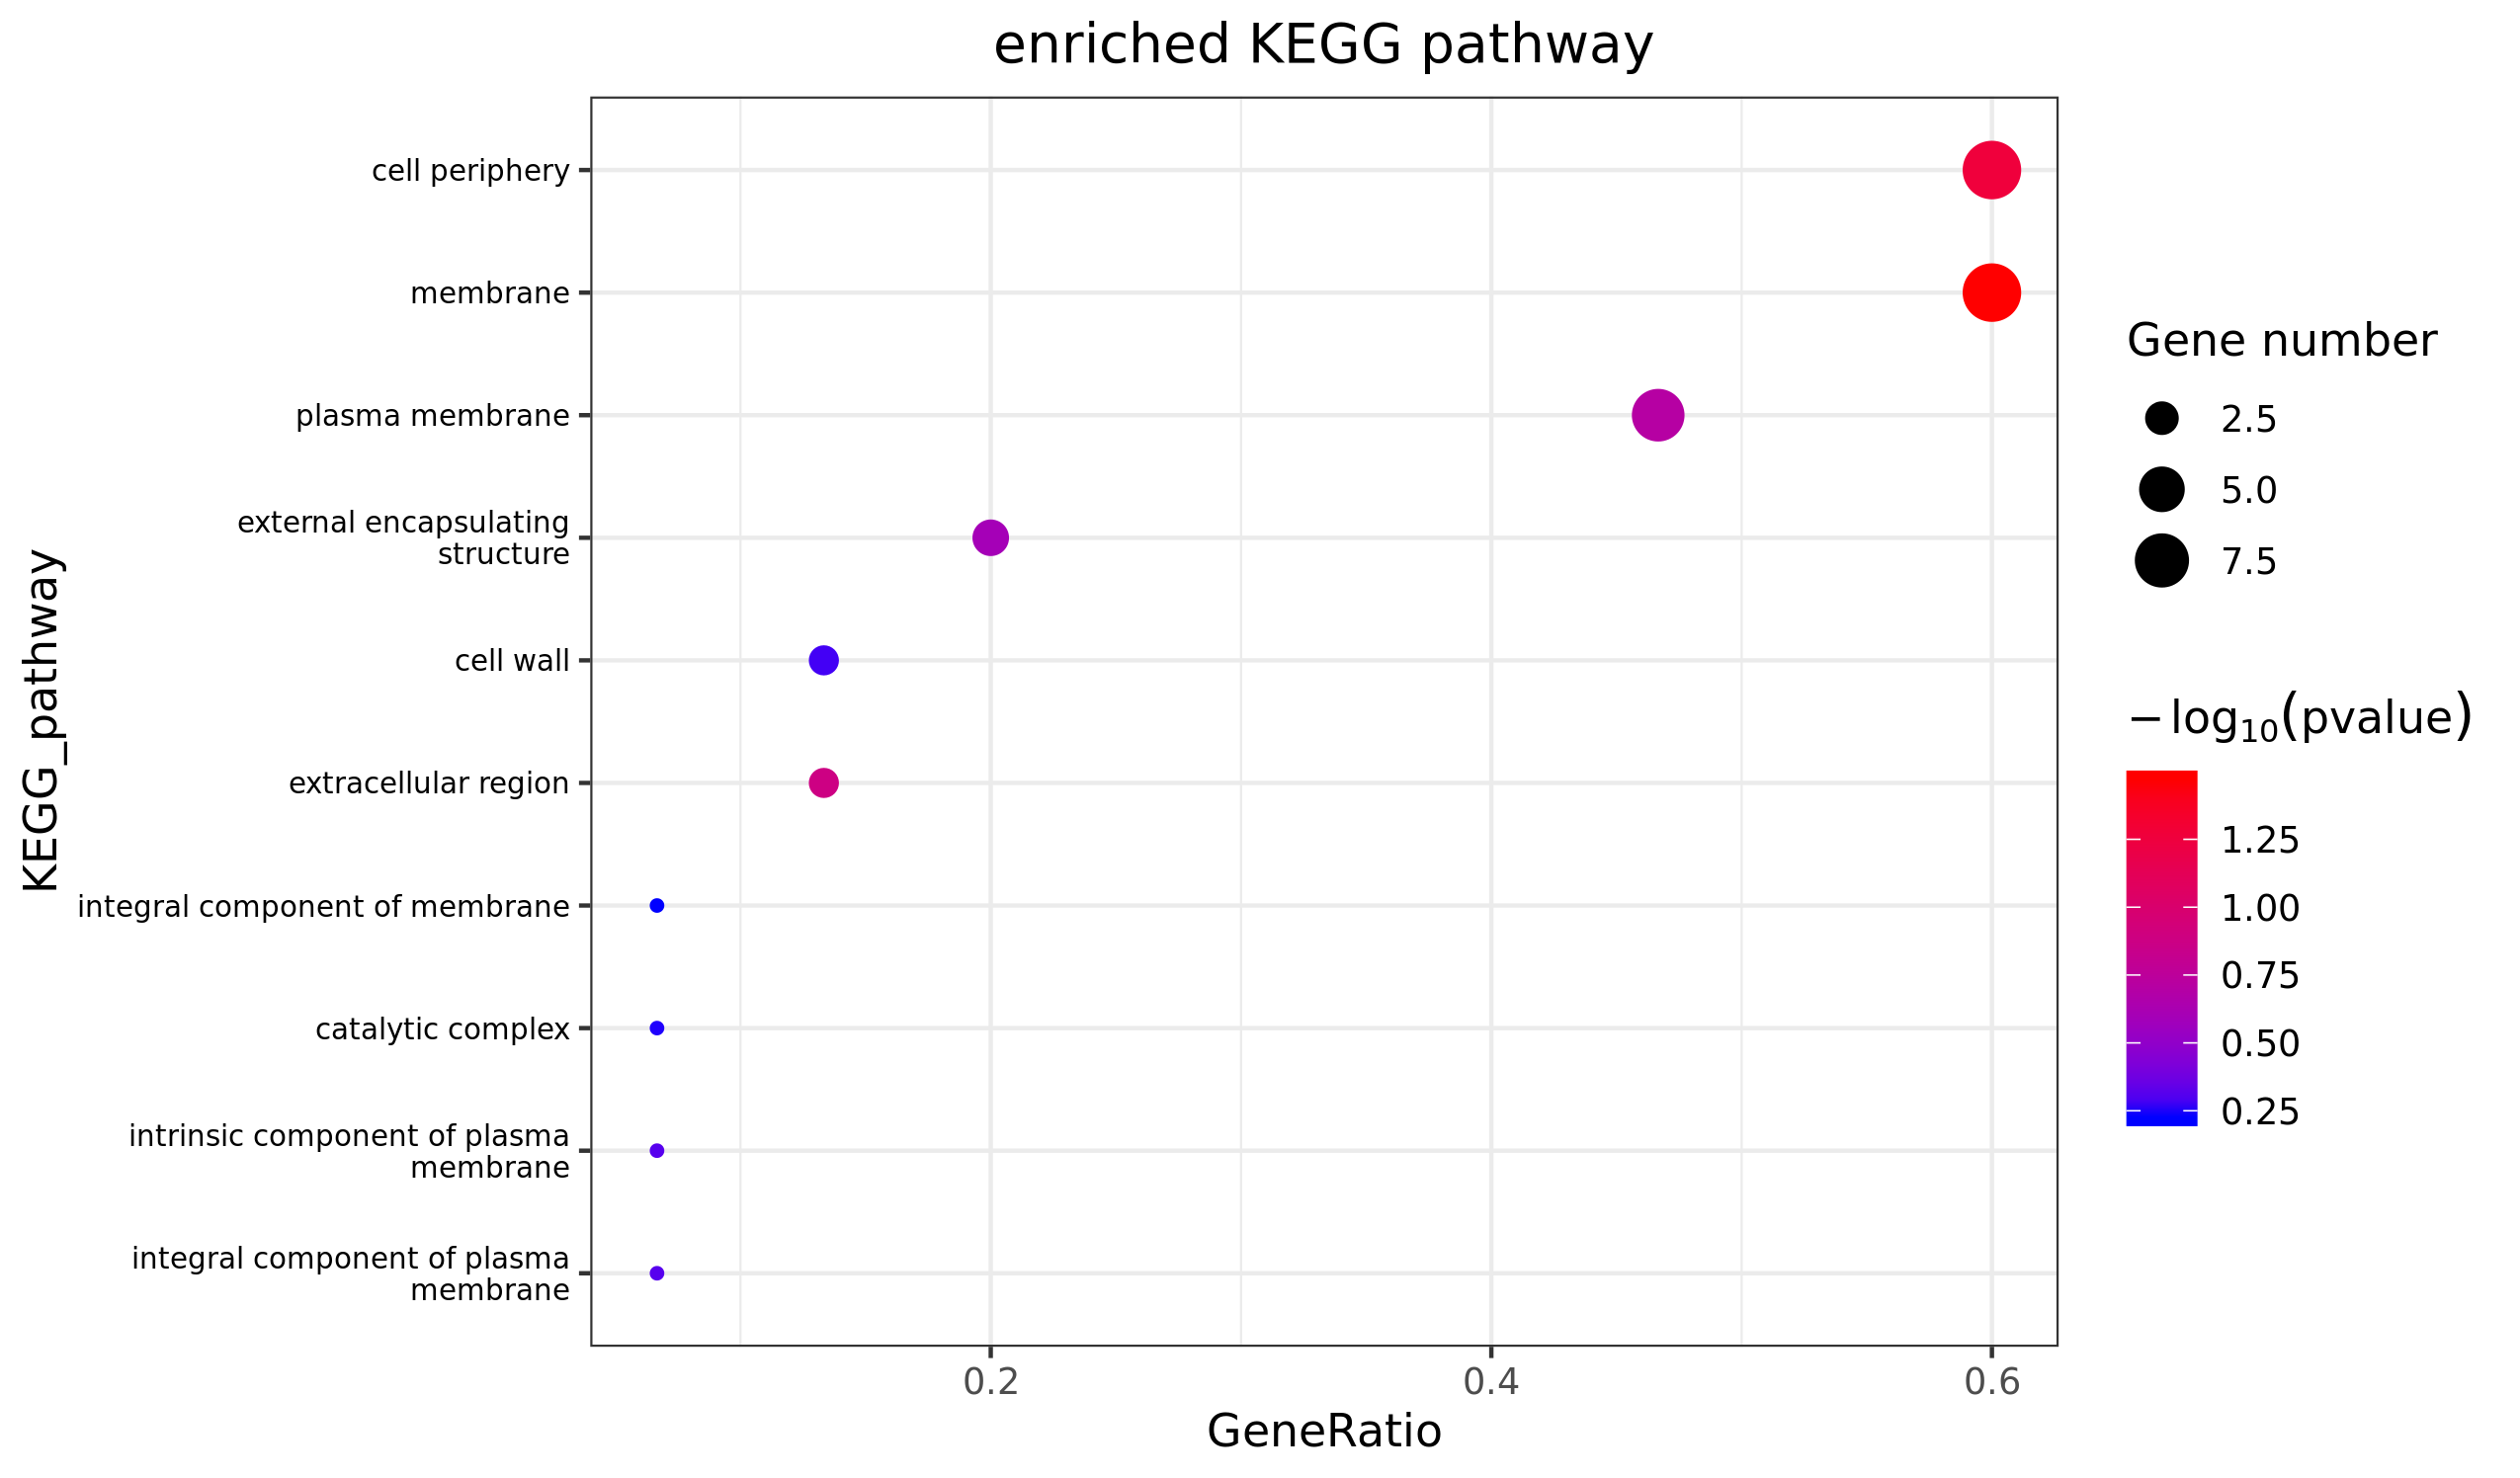 enriched KEGG pathway
KEGG_pathway
cell periphery
membrane
plasma membrane
external encapsulating
structure
cell wall
extracellular region
integral component of membrane
catalytic complex
intrinsic component of plasma
membrane
integral component of plasma
membrane
0.2 0.4 0.6
GeneRatio
Gene number
2.5
5.0
7.5
−log₁₀(pvalue)
1.25
1.00
0.75
0.50
0.25